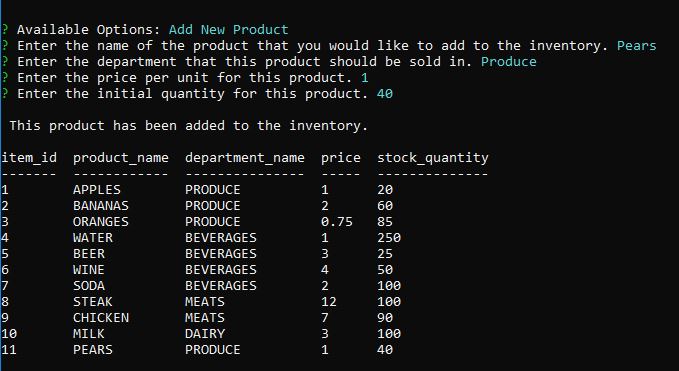 ? Available Options: Add New Product
? Enter the name of the product that you would like to add to the inventory. Pears
? Enter the department that this product should be sold in. Produce
? Enter the price per unit for this product. 1
? Enter the initial quantity for this product. 40
This product has been added to the inventory.
item_id  product_name  department_name  price  stock_quantity
-------  ------------  ---------------  -----  --------------
1        APPLES        PRODUCE          1      20
2        BANANAS       PRODUCE          2      60
3        ORANGES       PRODUCE          0.75   85
4        WATER         BEVERAGES        1      250
5        BEER          BEVERAGES        3      25
6        WINE          BEVERAGES        4      50
7        SODA          BEVERAGES        2      100
8        STEAK         MEATS            12     100
9        CHICKEN       MEATS            7      90
10       MILK          DAIRY            3      100
11       PEARS         PRODUCE          1      40